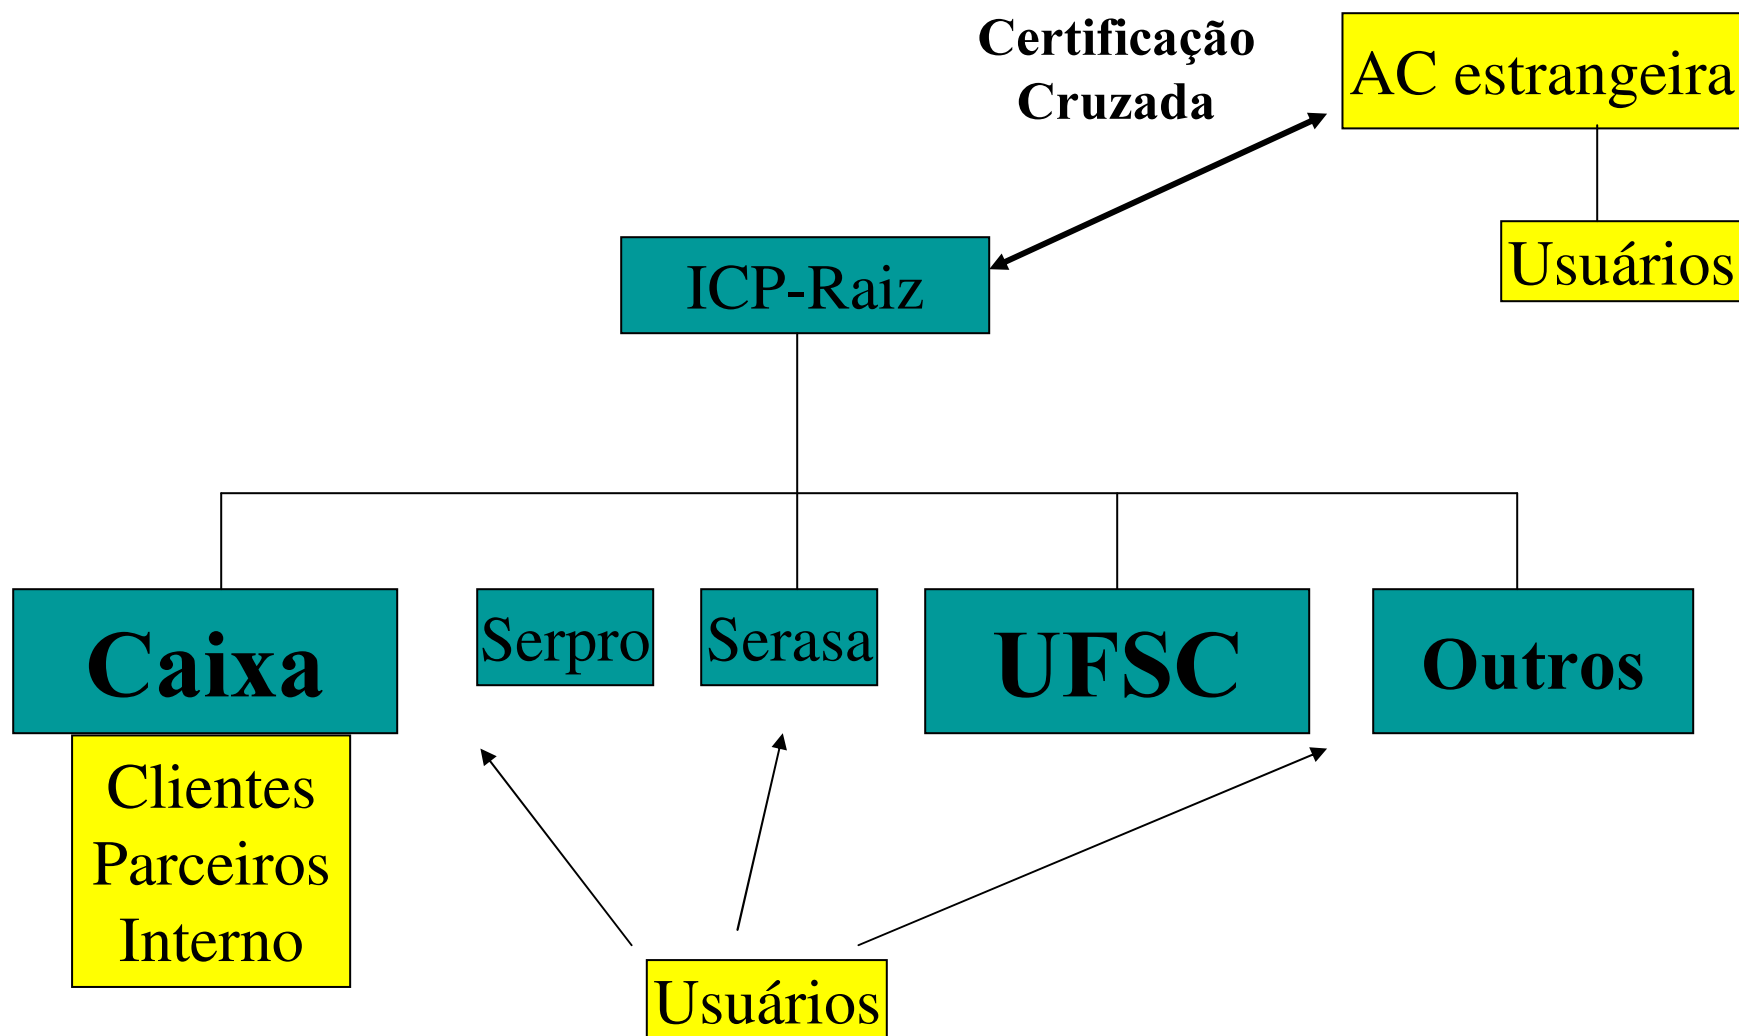 Certificação
Cruzada
AC estrangeira
Usuários
ICP-Raiz
Caixa
Serpro
Serasa
UFSC
Outros
Clientes
Parceiros
Interno
Usuários